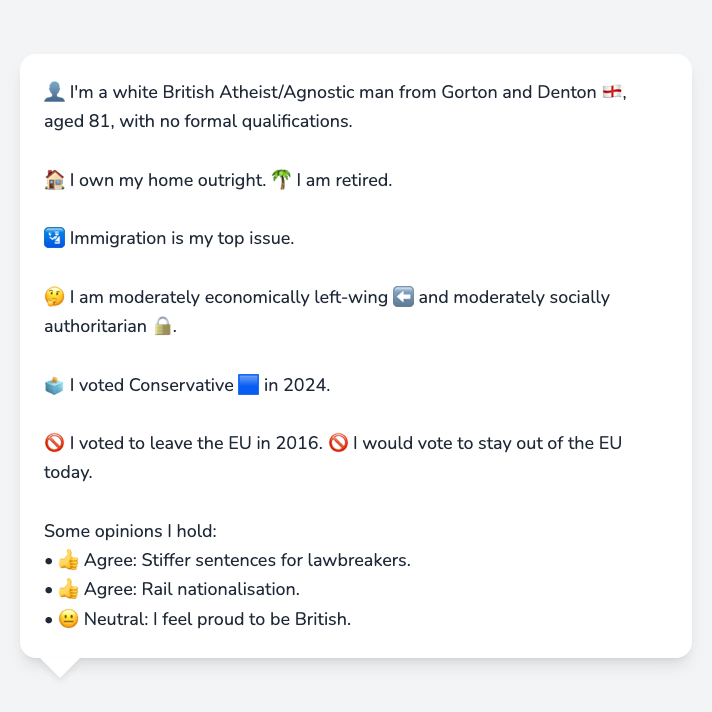 👤 I'm a white British Atheist/Agnostic man from Gorton and Denton 🏴󠁧󠁢󠁥󠁮󠁧󠁿,
aged 81, with no formal qualifications.
🏠 I own my home outright. 🌴 I am retired.
🛂 Immigration is my top issue.
🤔 I am moderately economically left-wing ⬅️ and moderately socially
authoritarian 🔒.
🗳️ I voted Conservative 🟦 in 2024.
🚫 I voted to leave the EU in 2016. 🚫 I would vote to stay out of the EU
today.
Some opinions I hold:
• 👍 Agree: Stiffer sentences for lawbreakers.
• 👍 Agree: Rail nationalisation.
• 😐 Neutral: I feel proud to be British.